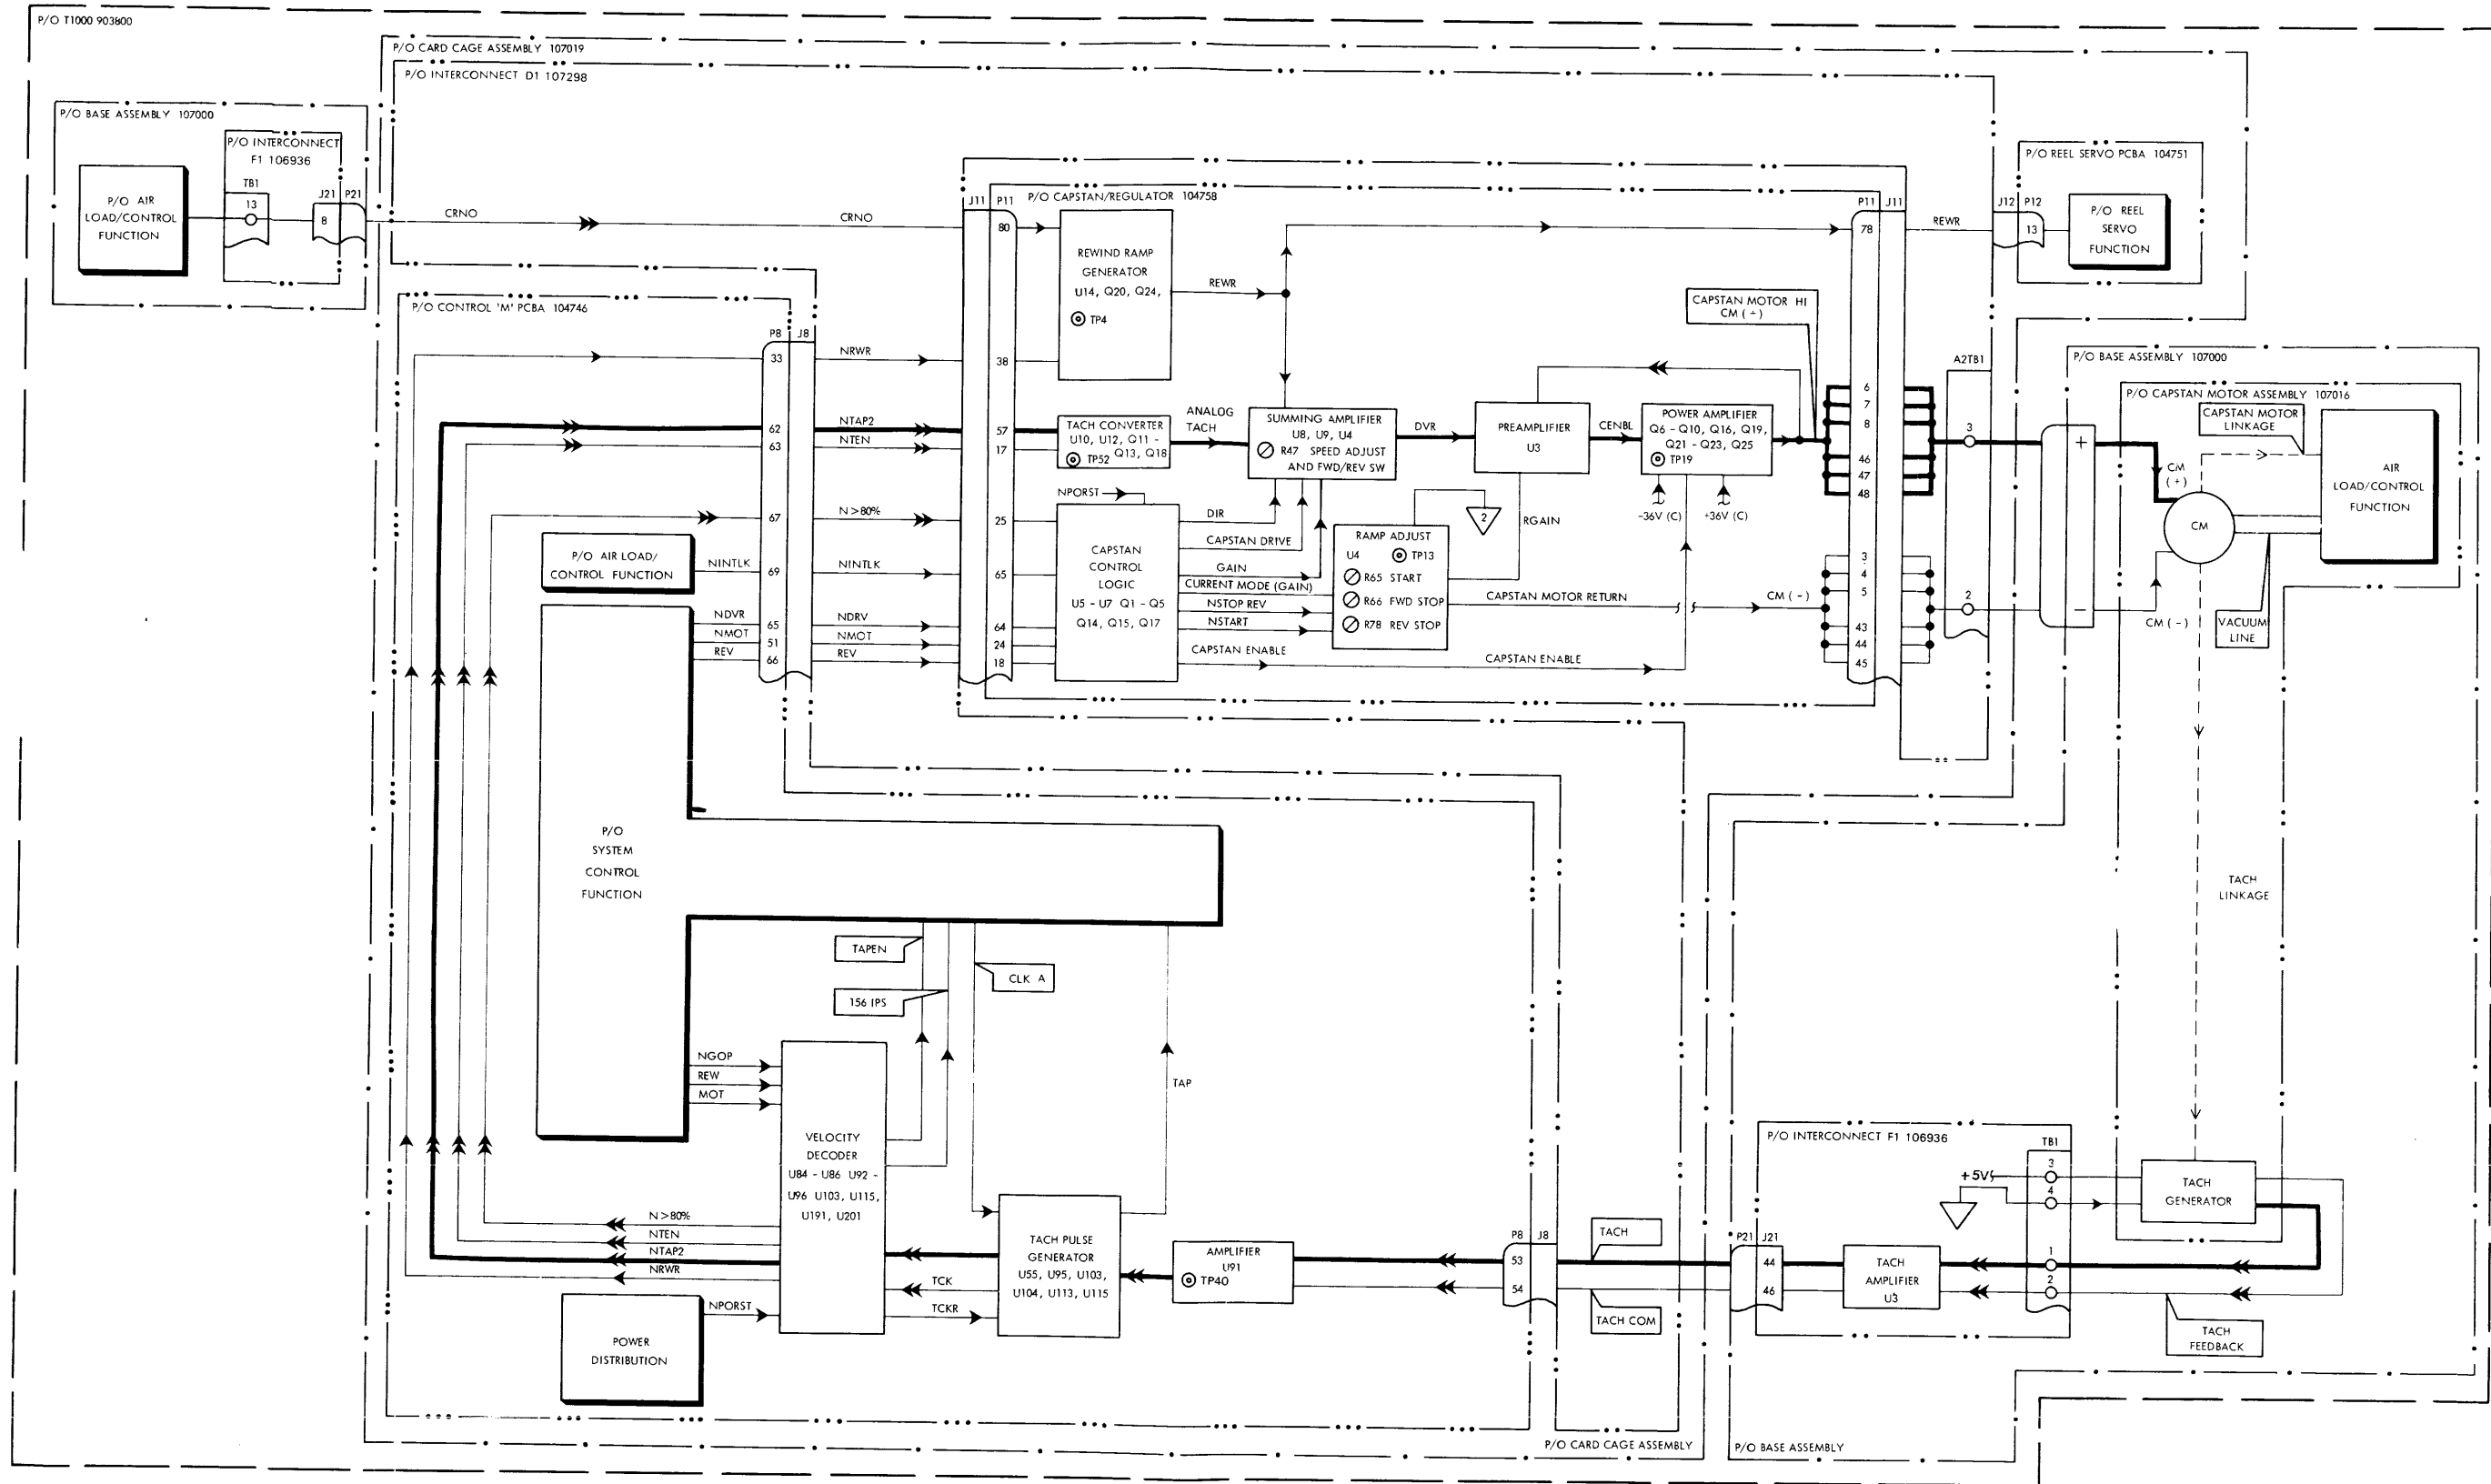 P/O T1000 903800
P/O CARD CAGE ASSEMBLY 107019
P/O INTERCONNECT D1 107298
P/O BASE ASSEMBLY 107000
P/O INTERCONNECT
F1 106936
TB1
13
J21 P21
8
P/O AIR
LOAD/CONTROL
FUNCTION
CRNO
CRNO
P/O CONTROL 'M' PCBA 104746
P8 J8
33
62
63
67
69
65
51
66
NRWR
NTAP2
NTEN
N>80%
NINTLK
NINTLK
NDVR
NMOT
REV
NDRV
NMOT
REV
P/O AIR LOAD/
CONTROL FUNCTION
J11 P11
80
38
57
17
25
65
64
24
18
P/O CAPSTAN/REGULATOR 104758
REWIND RAMP
GENERATOR
U14, Q20, Q24,
TP4
REWR
TACH CONVERTER
U10, U12, Q11 -
Q13, Q18
TP52
ANALOG
TACH
SUMMING AMPLIFIER
U8, U9, U4
R47 SPEED ADJUST
AND FWD/REV SW
DVR
PREAMPLIFIER
U3
CENBL
POWER AMPLIFIER
Q6 - Q10, Q16, Q19,
Q21 - Q23, Q25
TP19
-36V (C)
+36V (C)
NPORST
CAPSTAN
CONTROL
LOGIC
U5 - U7 Q1 - Q5
Q14, Q15, Q17
DIR
CAPSTAN DRIVE
GAIN
CURRENT MODE (GAIN)
NSTOP REV
NSTART
CAPSTAN ENABLE
RAMP ADJUST
U4 TP13
R65 START
R66 FWD STOP
R78 REV STOP
2
RGAIN
CAPSTAN MOTOR RETURN
CM (-)
CAPSTAN ENABLE
CAPSTAN MOTOR HI
CM (+)
P11 J11
78
6
7
8
46
47
48
3
4
5
43
44
45
REWR
J12 P12
13
P/O REEL SERVO PCBA 104751
P/O REEL
SERVO
FUNCTION
A2TB1
3
2
P/O BASE ASSEMBLY 107000
P/O CAPSTAN MOTOR ASSEMBLY 107016
CAPSTAN MOTOR
LINKAGE
+
-
CM
(+)
CM
CM (-)
AIR
LOAD/CONTROL
FUNCTION
VACUUM
LINE
P/O
SYSTEM
CONTROL
FUNCTION
TAPEN
156 IPS
CLK A
TAP
NGOP
REW
MOT
VELOCITY
DECODER
U84 - U86 U92 -
U96 U103, U115,
U191, U201
N>80%
NTEN
NTAP2
NRWR
NPORST
POWER
DISTRIBUTION
TCK
TCKR
TACH PULSE
GENERATOR
U55, U95, U103,
U104, U113, U115
AMPLIFIER
U91
TP40
P8 J8
53
54
TACH
TACH COM
P/O INTERCONNECT F1 106936
P21 J21
44
46
TACH
AMPLIFIER
U3
TB1
3
4
1
2
+5V
TACH
GENERATOR
TACH
LINKAGE
TACH
FEEDBACK
P/O CARD CAGE ASSEMBLY
P/O BASE ASSEMBLY